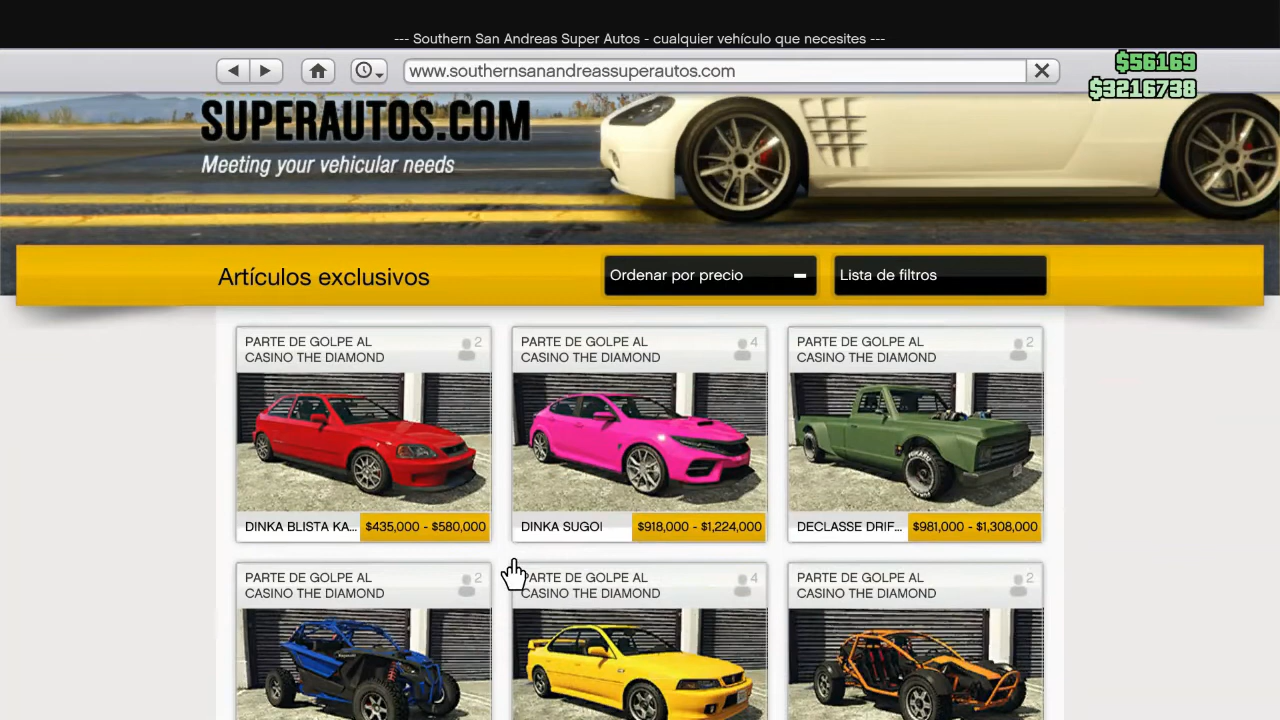 --- Southern San Andreas Super Autos - cualquier vehículo que necesites ---
www.southernsanandreassuperautos.com
$56169
$3216738
SUPERAUTOS.COM
Meeting your vehicular needs
Artículos exclusivos
Ordenar por precio
Lista de filtros
PARTE DE GOLPE AL
CASINO THE DIAMOND
2
DINKA BLISTA KA... $435,000 - $580,000
PARTE DE GOLPE AL
CASINO THE DIAMOND
4
DINKA SUGOI $918,000 - $1,224,000
PARTE DE GOLPE AL
CASINO THE DIAMOND
2
DECLASSE DRIF... $981,000 - $1,308,000
PARTE DE GOLPE AL
CASINO THE DIAMOND
2
PARTE DE GOLPE AL
CASINO THE DIAMOND
4
PARTE DE GOLPE AL
CASINO THE DIAMOND
2